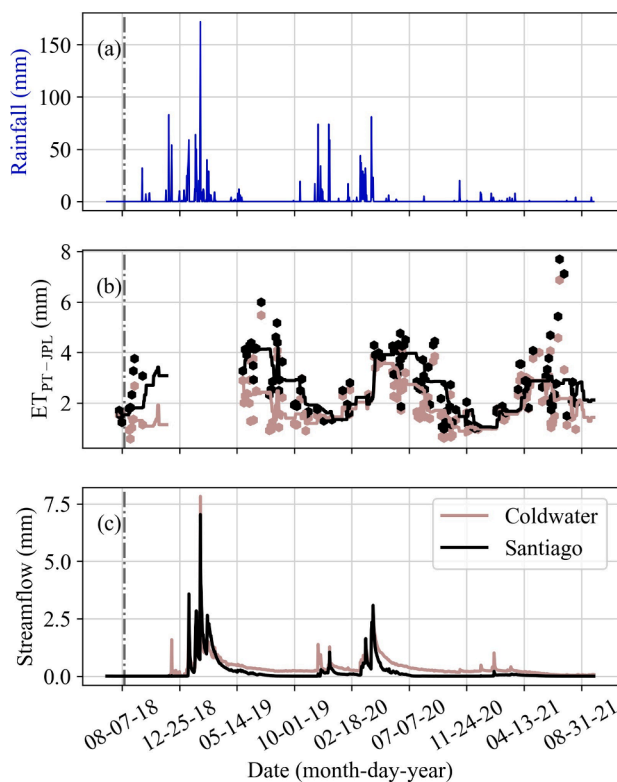 (a)
Rainfall (mm)
150
100
50
0
(b)
ET PT−JPL (mm)
8
6
4
2
(c)
Streamflow (mm)
7.5
5.0
2.5
0.0
Coldwater
Santiago
08-07-18
12-25-18
05-14-19
10-01-19
02-18-20
07-07-20
11-24-20
04-13-21
08-31-21
Date (month-day-year)